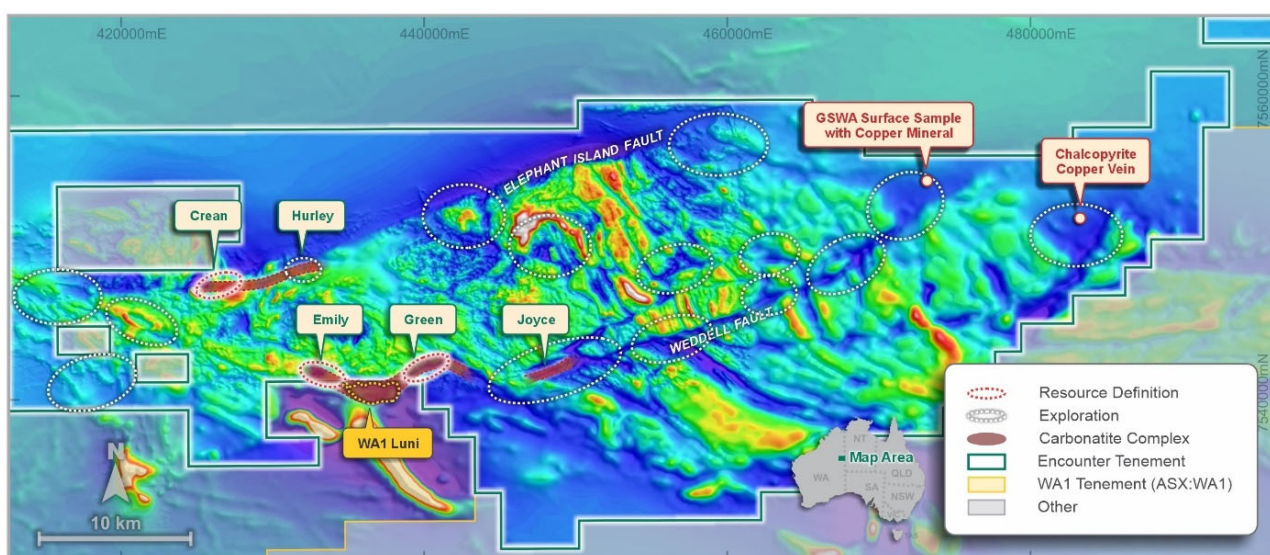 420000mE
440000mE
460000mE
480000mE
7560000mN
GSWA Surface Sample
with Copper Mineral
Chalcopyrite
Copper Vein
ELEPHANT ISLAND FAULT
Crean
Hurley
Emily
Green
Joyce
WEDDELL FAULT
7540000mN
WA1 Luni
N
10 km
Map Area
WA
NT
SA
QLD
NSW
Resource Definition
Exploration
Carbonatite Complex
Encounter Tenement
WA1 Tenement (ASX:WA1)
Other